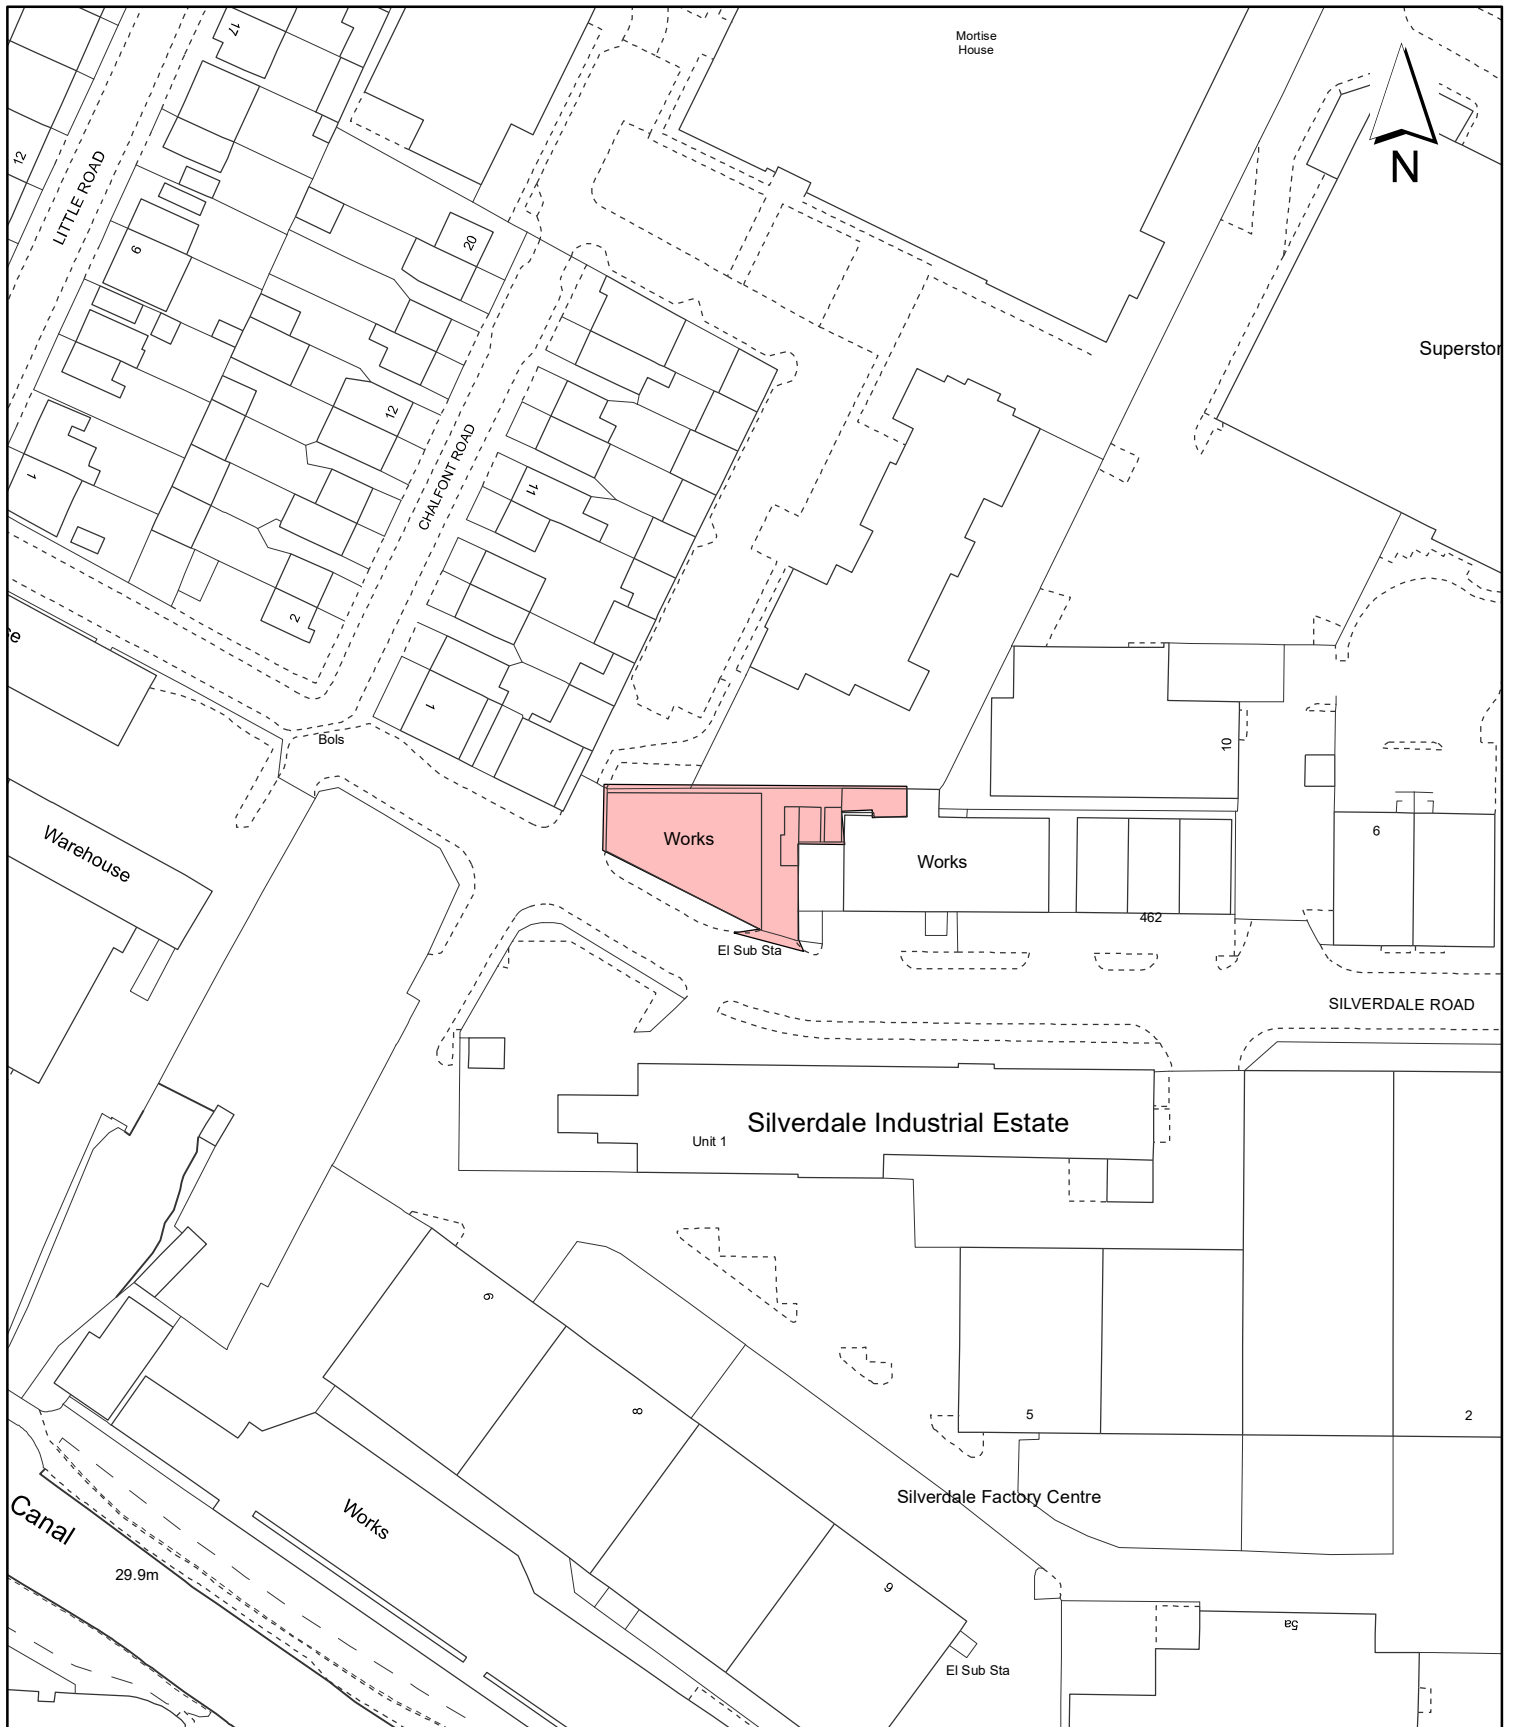 Mortise
House
17
N
LITTLE ROAD
12
6
20
Superstor
12
CHALFONT ROAD
1
11
2
se
1
Bols
10
Warehouse
Works
Works
6
462
El Sub Sta
SILVERDALE ROAD
Silverdale Industrial Estate
Unit 1
9
8
5
2
Silverdale Factory Centre
Works
Canal
29.9m
9
5a
El Sub Sta